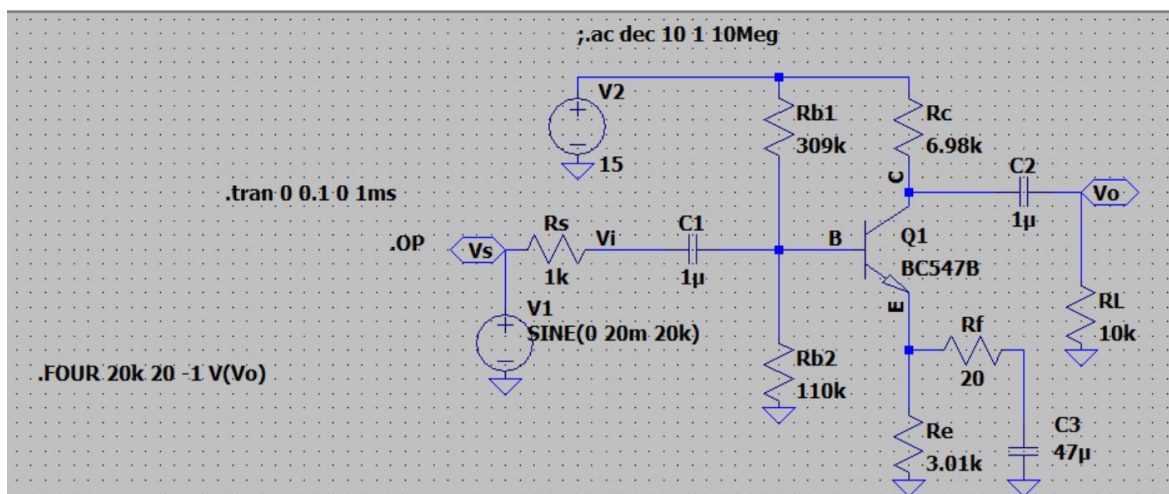 ;.ac dec 10 1 10Meg
V2
15
Rb1
309k
Rc
6.98k
C
C2
1µ
Vo
.tran 0 0.1 0 1ms
.OP
Vs
Rs
1k
Vi
C1
1µ
B
Q1
BC547B
E
V1
SINE(0 20m 20k)
Rf
20
RL
10k
.FOUR 20k 20 -1 V(Vo)
Rb2
110k
Re
3.01k
C3
47µ